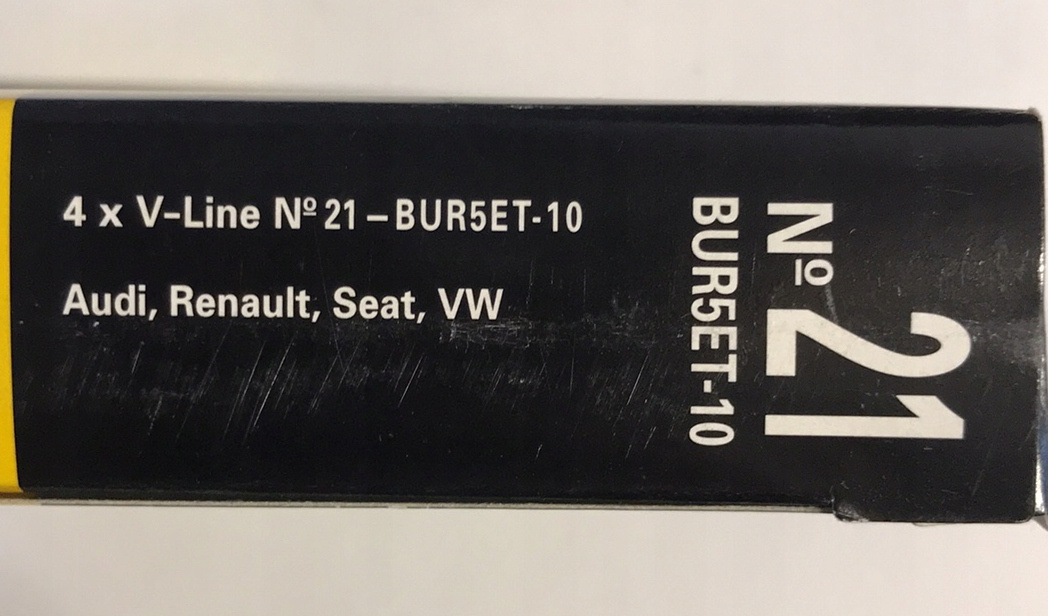 4 x V-Line Nº 21 – BUR5ET-10
Audi, Renault, Seat, VW
Nº 21
BUR5ET-10